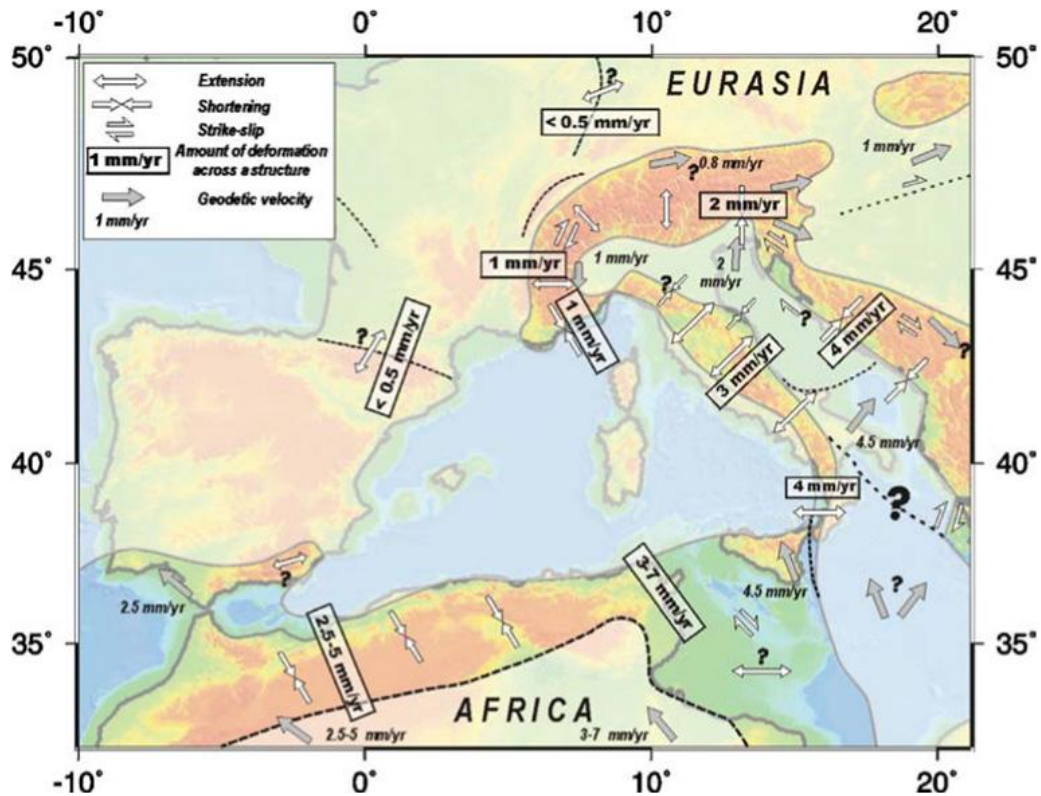 -10° 0° 10° 20°
50° 50°
Extension
Shortening
Strike-slip
1 mm/yr Amount of deformation
across a structure
Geodetic velocity
1 mm/yr
?
< 0.5 mm/yr
EURASIA
1 mm/yr
0.8 mm/yr
?
2 mm/yr
45° 45°
1 mm/yr
1 mm/yr
2
mm/yr
?
?
1 mm/yr
4 mm/yr
?
?
< 0.5 mm/yr
3 mm/yr
4.5 mm/yr
40° 40°
4 mm/yr
?
?
2.5 mm/yr
3-7 mm/yr
4.5 mm/yr
?
35° 35°
2.5-5 mm/yr
?
AFRICA
2.5-5 mm/yr
3-7 mm/yr
-10° 0° 10° 20°